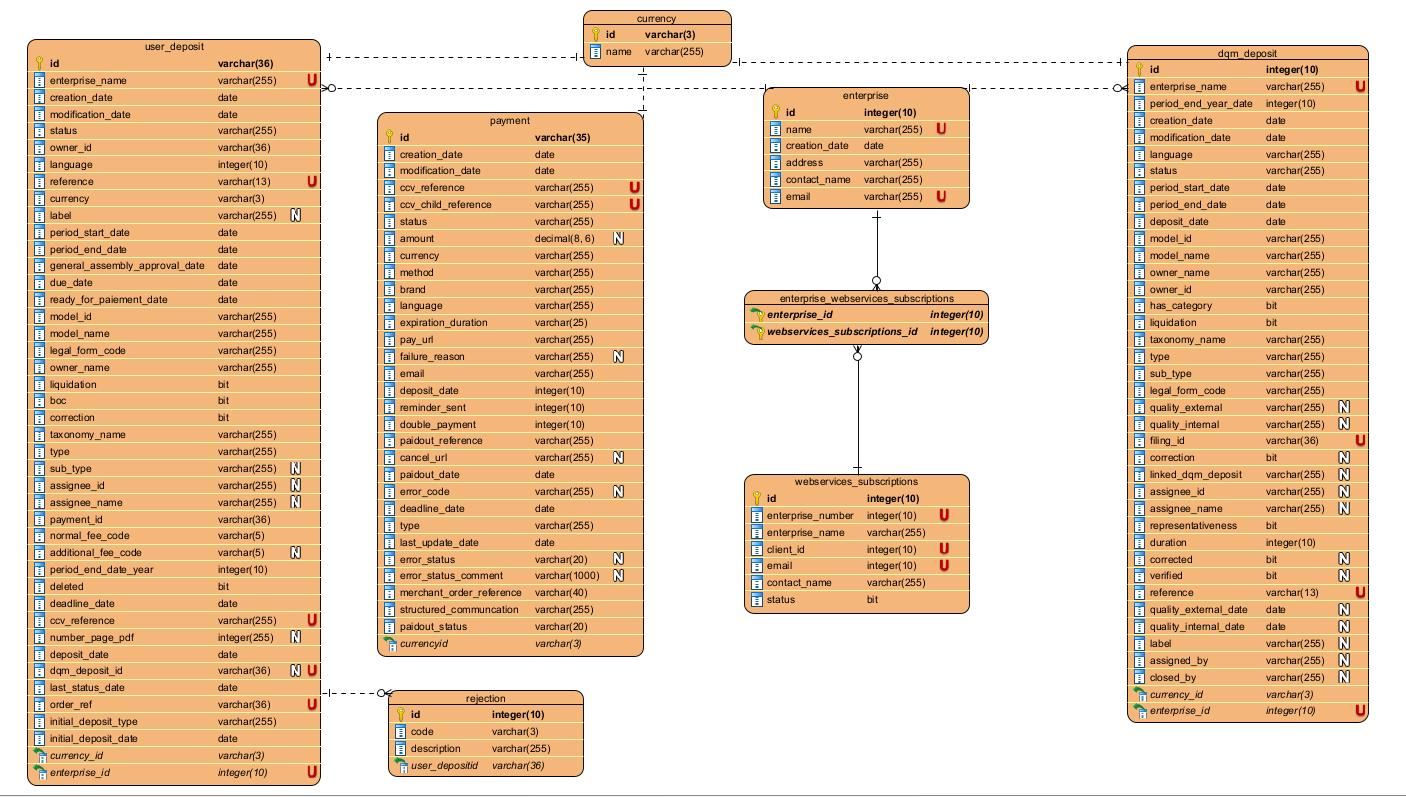 currency
id varchar(3)
name varchar(255)
user_deposit
id varchar(36)
enterprise_name varchar(255) U
creation_date date
modification_date date
status varchar(255)
owner_id varchar(36)
language integer(10)
reference varchar(13) U
currency varchar(3)
label varchar(255) N
period_start_date date
period_end_date date
general_assembly_approval_date date
due_date date
ready_for_paiement_date date
model_id varchar(255)
model_name varchar(255)
legal_form_code varchar(255)
owner_name varchar(255)
liquidation bit
boc bit
correction bit
taxonomy_name varchar(255)
type varchar(255)
sub_type varchar(255) N
assignee_id varchar(255) N
assignee_name varchar(255) N
payment_id varchar(36)
normal_fee_code varchar(5)
additional_fee_code varchar(5) N
period_end_date_year integer(10)
deleted bit
deadline_date date
ccv_reference varchar(255) U
number_page_pdf integer(255) N
deposit_date date
dqm_deposit_id varchar(36) N U
last_status_date date
order_ref varchar(36) U
initial_deposit_type varchar(255)
initial_deposit_date date
currency_id varchar(3)
enterprise_id integer(10) U
payment
id varchar(35)
creation_date date
modification_date date
ccv_reference varchar(255) U
ccv_child_reference varchar(255) U
status varchar(255)
amount decimal(8, 6) N
currency varchar(255)
method varchar(255)
brand varchar(255)
language varchar(255)
expiration_duration varchar(25)
pay_url varchar(255)
failure_reason varchar(255) N
email varchar(255)
deposit_date integer(10)
reminder_sent integer(10)
double_payment integer(10)
paidout_reference varchar(255)
cancel_url varchar(255) N
paidout_date date
error_code varchar(255) N
deadline_date date
type varchar(255)
last_update_date date
error_status varchar(20) N
error_status_comment varchar(1000) N
merchant_order_reference varchar(40)
structured_communcation varchar(255)
paidout_status varchar(20)
currencyid varchar(3)
rejection
id integer(10)
code varchar(3)
description varchar(255)
user_depositid varchar(36)
enterprise
id integer(10)
name varchar(255) U
creation_date date
address varchar(255)
contact_name varchar(255)
email varchar(255) U
enterprise_webservices_subscriptions
enterprise_id integer(10)
webservices_subscriptions_id integer(10)
webservices_subscriptions
id integer(10)
enterprise_number integer(10) U
enterprise_name varchar(255)
client_id integer(10) U
email integer(10) U
contact_name varchar(255)
status bit
dqm_deposit
id integer(10)
enterprise_name varchar(255) U
period_end_year_date integer(10)
creation_date date
modification_date date
language varchar(255)
status varchar(255)
period_start_date date
period_end_date date
deposit_date date
model_id varchar(255)
model_name varchar(255)
owner_name varchar(255)
owner_id varchar(255)
has_category bit
liquidation bit
taxonomy_name varchar(255)
type varchar(255)
sub_type varchar(255)
legal_form_code varchar(255)
quality_external varchar(255) N
quality_internal varchar(255) N
filing_id varchar(36) U
correction bit N
linked_dqm_deposit varchar(255) N
assignee_id varchar(255) N
assignee_name varchar(255) N
representativeness bit
duration integer(10)
corrected bit N
verified bit N
reference varchar(13) U
quality_external_date date N
quality_internal_date date N
label varchar(255) N
assigned_by varchar(255) N
closed_by varchar(255) N
currency_id varchar(3)
enterprise_id integer(10) U